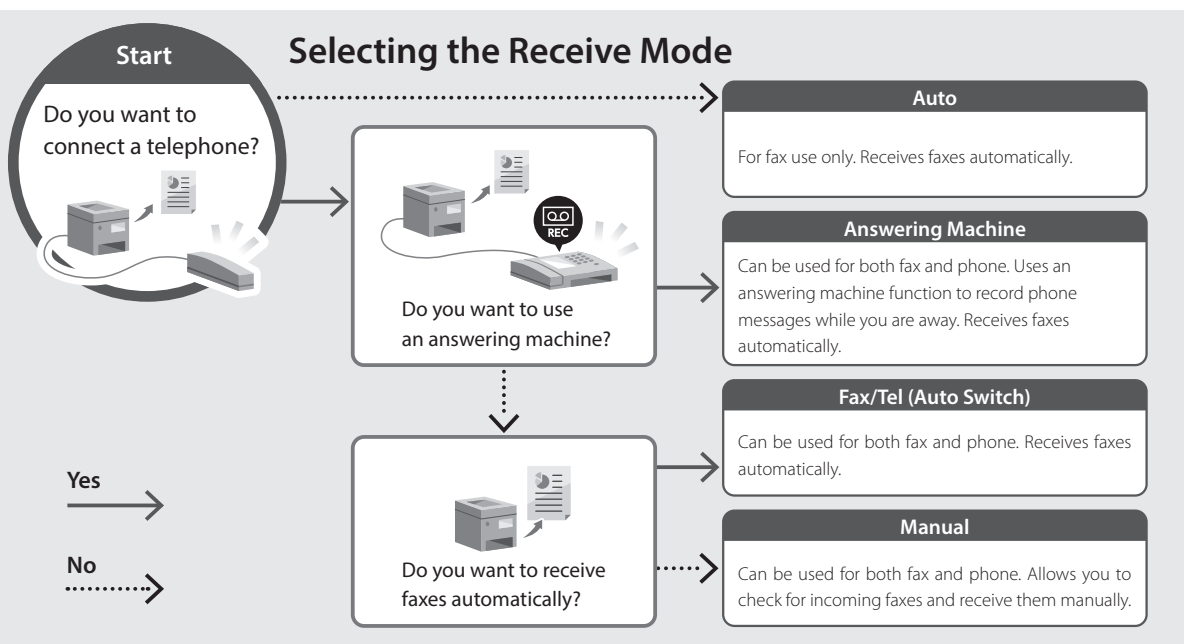 Start
Selecting the Receive Mode
Do you want to
connect a telephone?
Auto
For fax use only. Receives faxes automatically.
REC
Do you want to use
an answering machine?
Answering Machine
Can be used for both fax and phone. Uses an
answering machine function to record phone
messages while you are away. Receives faxes
automatically.
Fax/Tel (Auto Switch)
Can be used for both fax and phone. Receives faxes
automatically.
Do you want to receive
faxes automatically?
Manual
Can be used for both fax and phone. Allows you to
check for incoming faxes and receive them manually.
Yes
No